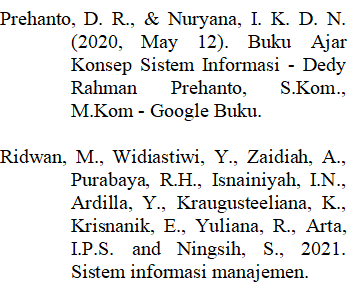 Prehanto, D. R., & Nuryana, I. K. D. N.
(2020, May 12). Buku Ajar
Konsep Sistem Informasi - Dedy
Rahman Prehanto, S.Kom.,
M.Kom - Google Buku.
Ridwan, M., Widiastiwi, Y., Zaidiah, A.,
Purabaya, R.H., Isnainiyah, I.N.,
Ardilla, Y., Kraugusteeliana, K.,
Krisnanik, E., Yuliana, R., Arta,
I.P.S. and Ningsih, S., 2021.
Sistem informasi manajemen.